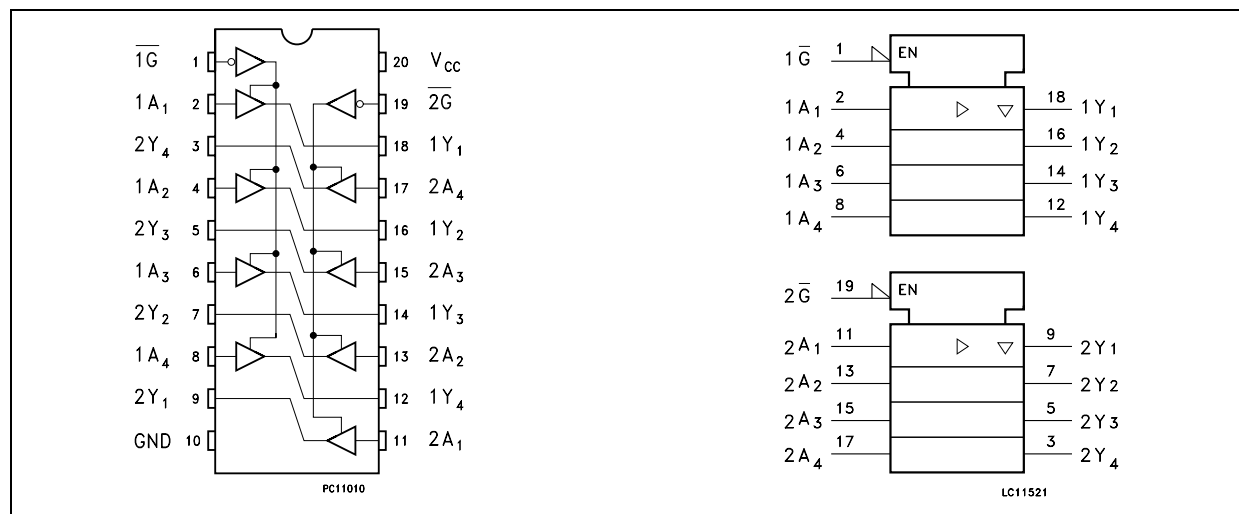 1G̅ 1 20 V_CC
1A₁ 2 19 2G̅
2Y₄ 3 18 1Y₁
1A₂ 4 17 2A₄
2Y₃ 5 16 1Y₂
1A₃ 6 15 2A₃
2Y₂ 7 14 1Y₃
1A₄ 8 13 2A₂
2Y₁ 9 12 1Y₄
GND 10 11 2A₁
PC11010
1G̅ 1 EN
1A₁ 2 18 1Y₁
1A₂ 4 16 1Y₂
1A₃ 6 14 1Y₃
1A₄ 8 12 1Y₄
2G̅ 19 EN
2A₁ 11 9 2Y₁
2A₂ 13 7 2Y₂
2A₃ 15 5 2Y₃
2A₄ 17 3 2Y₄
LC11521